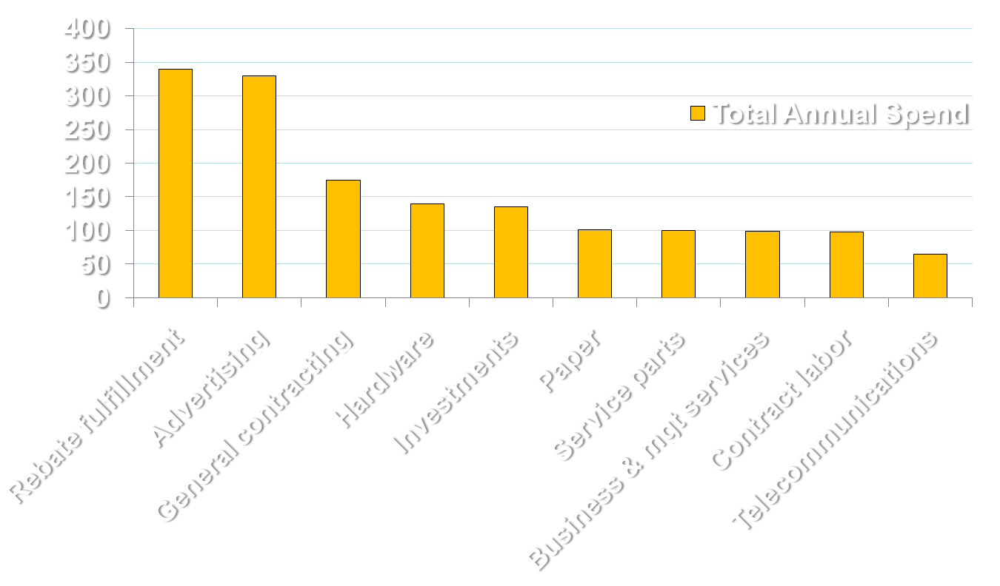 400
350
300
250
200
150
100
50
0
Total Annual Spend
Rebate fulfillment
Advertising
General contracting
Hardware
Investments
Paper
Service parts
Business & mgt services
Contract labor
Telecommunications